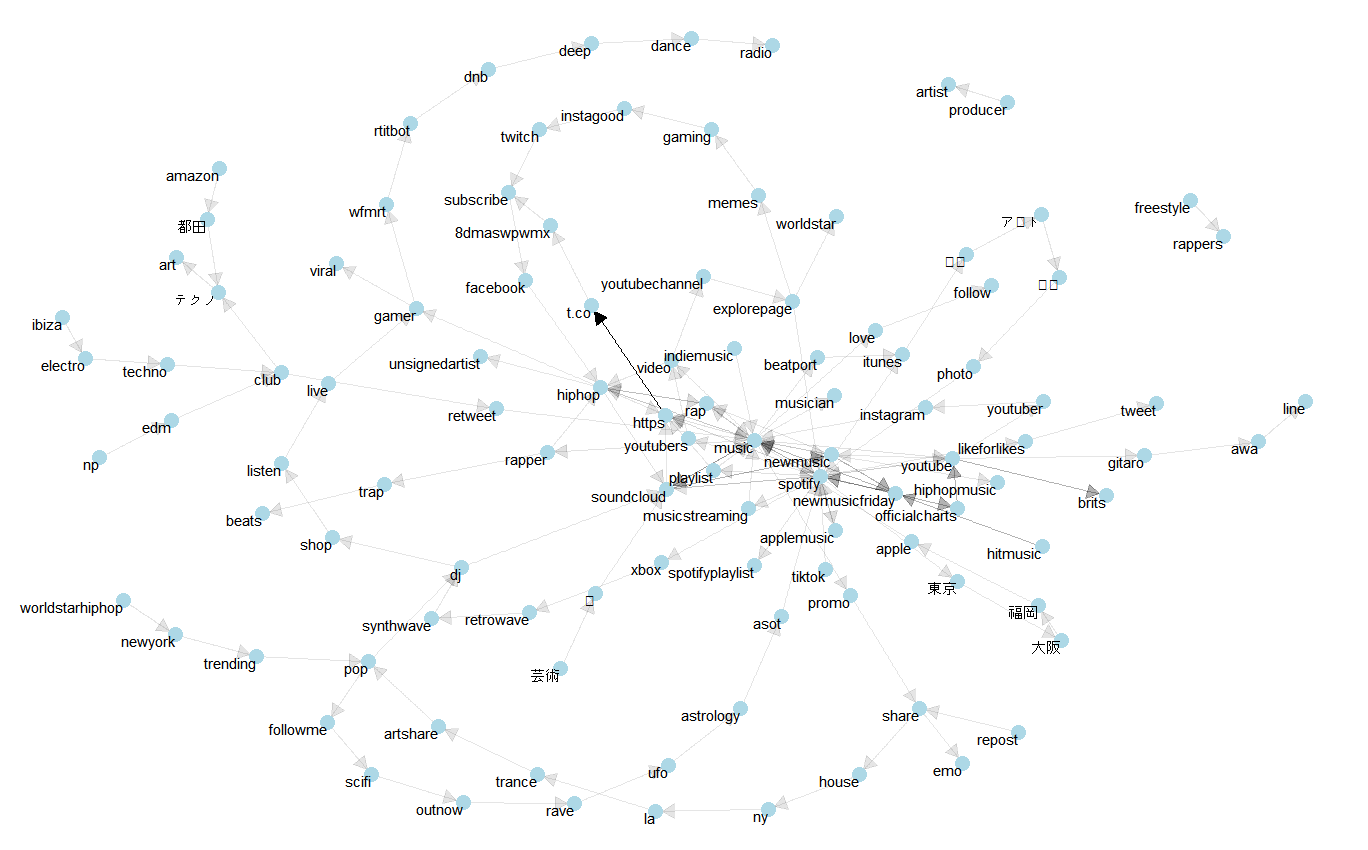 deep
dance
radio
dnb
artist
producer
instagood
rtitbot
twitch
gaming
amazon
subscribe
memes
freestyle
wfmrt
worldstar
都田
8dmaswpwmx
rappers
art
viral
facebook
youtubechannel
follow
テクノ
explorepage
t.co
gamer
ibiza
love
indiemusic
unsignedartist
video
beatport
itunes
electro
techno
photo
club
live
hiphop
musician
youtuber
line
retweet
rap
instagram
tweet
https
edm
youtubers
music
likeforlikes
awa
np
listen
rapper
newmusic
youtube
gitaro
playlist
spotify
trap
soundcloud
hiphopmusic
newmusicfriday
brits
beats
musicstreaming
officialcharts
shop
applemusic
apple
hitmusic
dj
xbox
spotifyplaylist
tiktok
東京
promo
worldstarhiphop
福岡
synthwave
retrowave
asot
newyork
大阪
trending
pop
芸術
followme
artshare
astrology
share
repost
scifi
trance
ufo
house
emo
outnow
rave
la
ny